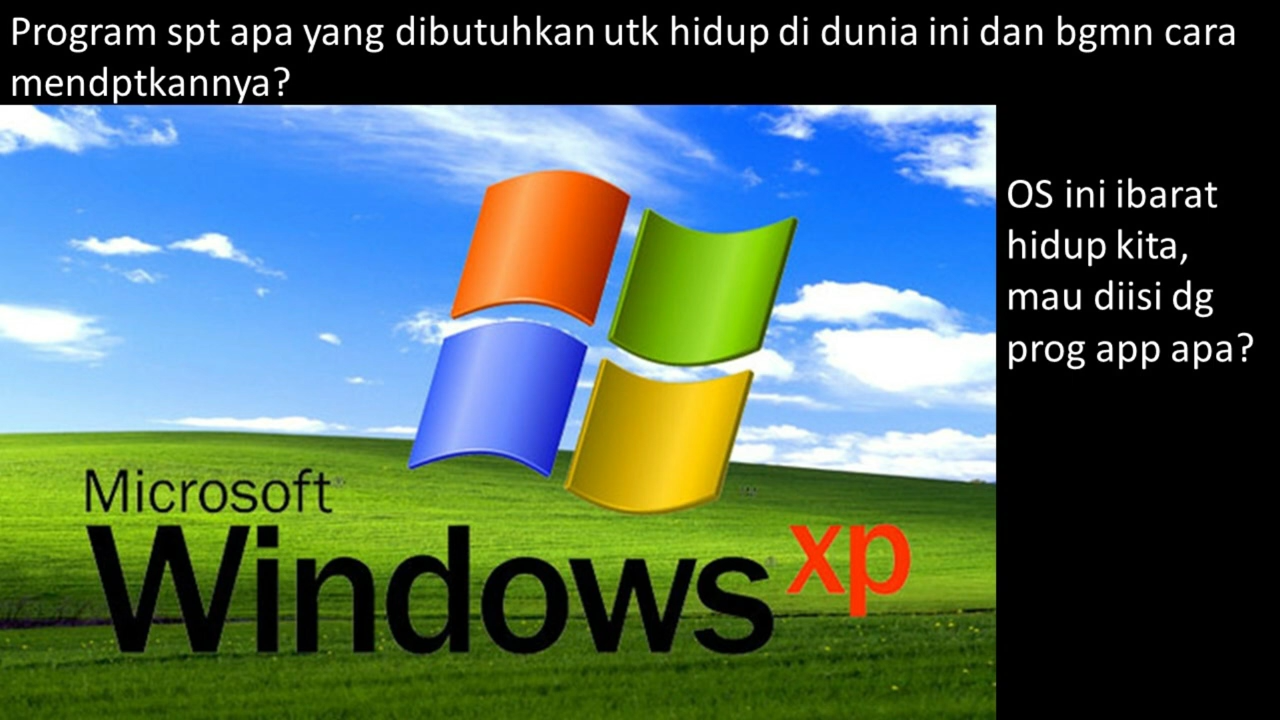 Program spt apa yang dibutuhkan utk hidup di dunia ini dan bgmn cara
mendptkannya?
OS ini ibarat
hidup kita,
mau diisi dg
prog app apa?
Microsoft
Windows xp